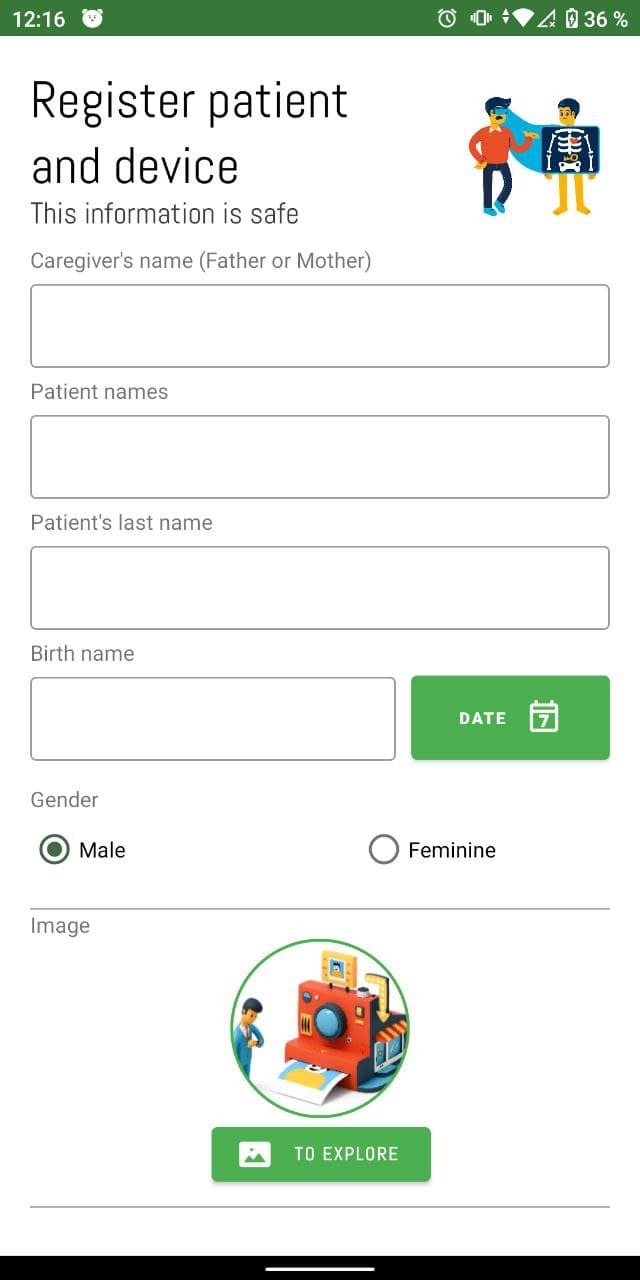 12:16
36 %
Register patient
and device
This information is safe
Caregiver's name (Father or Mother)
Patient names
Patient's last name
Birth name
DATE 7
Gender
Male
Feminine
Image
TO EXPLORE